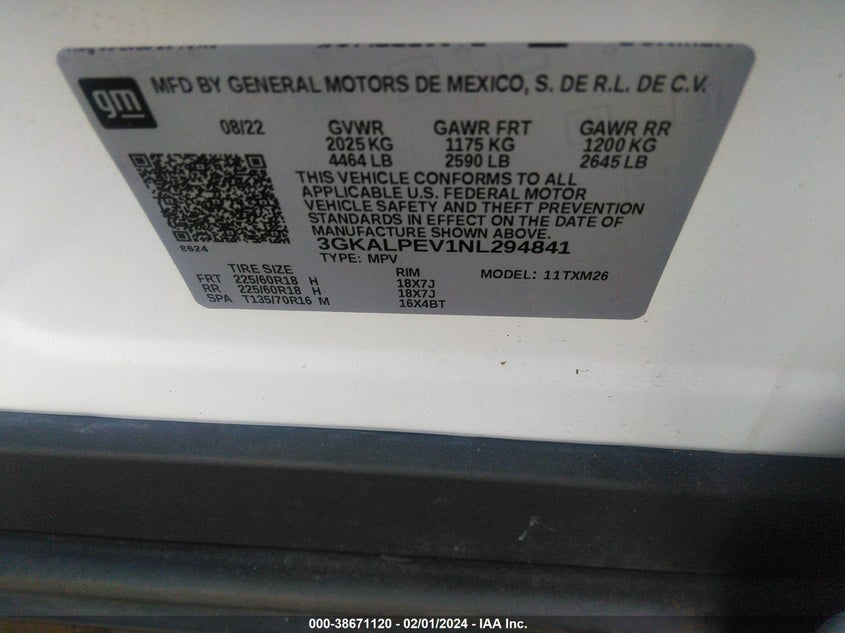 gm
MFD BY GENERAL MOTORS DE MEXICO, S. DE R.L. DE C.V.
08/22 GVWR GAWR FRT GAWR RR
2025 KG 1175 KG 1200 KG
4464 LB 2590 LB 2645 LB
THIS VEHICLE CONFORMS TO ALL
APPLICABLE U.S. FEDERAL MOTOR
VEHICLE SAFETY AND THEFT PREVENTION
STANDARDS IN EFFECT ON THE DATE OF
MANUFACTURE SHOWN ABOVE.
8624
3GKALPEV1NL294841
TYPE: MPV
TIRE SIZE RIM MODEL: 11TXM26
FRT 225/60R18 H 18X7J
RR 225/60R18 H 18X7J
SPA T135/70R16 M 16X4BT
000-38671120 / 02/01/2024 - IAA Inc.